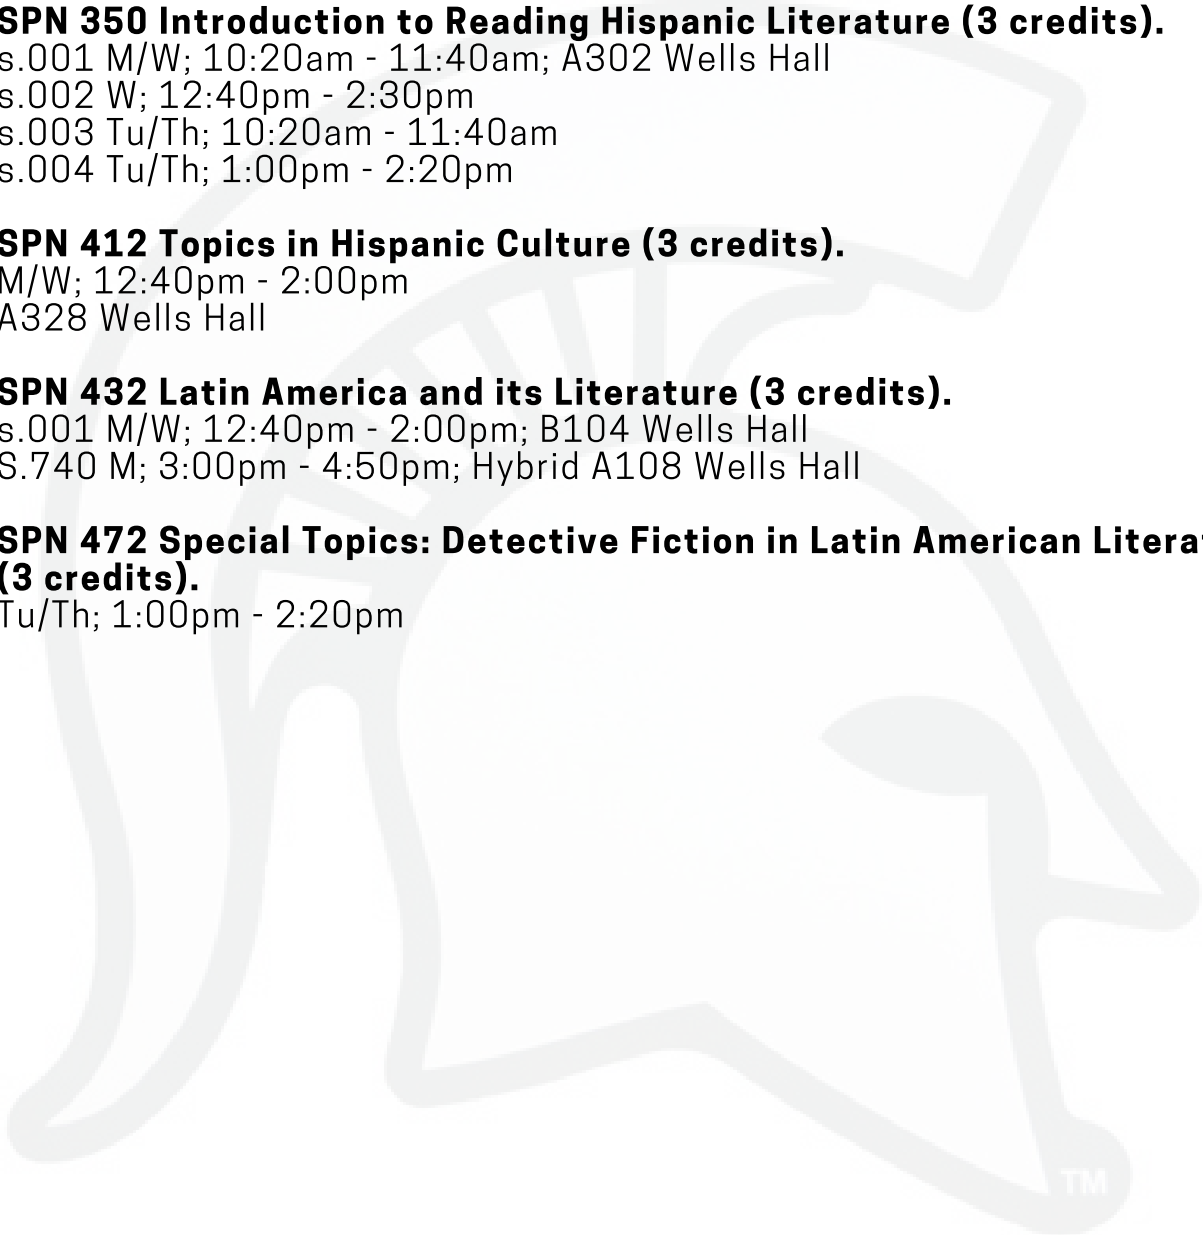 SPN 350 Introduction to Reading Hispanic Literature (3 credits).
s.001 M/W; 10:20am - 11:40am; A302 Wells Hall
s.002 W; 12:40pm - 2:30pm
s.003 Tu/Th; 10:20am - 11:40am
s.004 Tu/Th; 1:00pm - 2:20pm
SPN 412 Topics in Hispanic Culture (3 credits).
M/W; 12:40pm - 2:00pm
A328 Wells Hall
SPN 432 Latin America and its Literature (3 credits).
s.001 M/W; 12:40pm - 2:00pm; B104 Wells Hall
S.740 M; 3:00pm - 4:50pm; Hybrid A108 Wells Hall
SPN 472 Special Topics: Detective Fiction in Latin American
(3 credits).
Tu/Th; 1:00pm - 2:20pm
TM